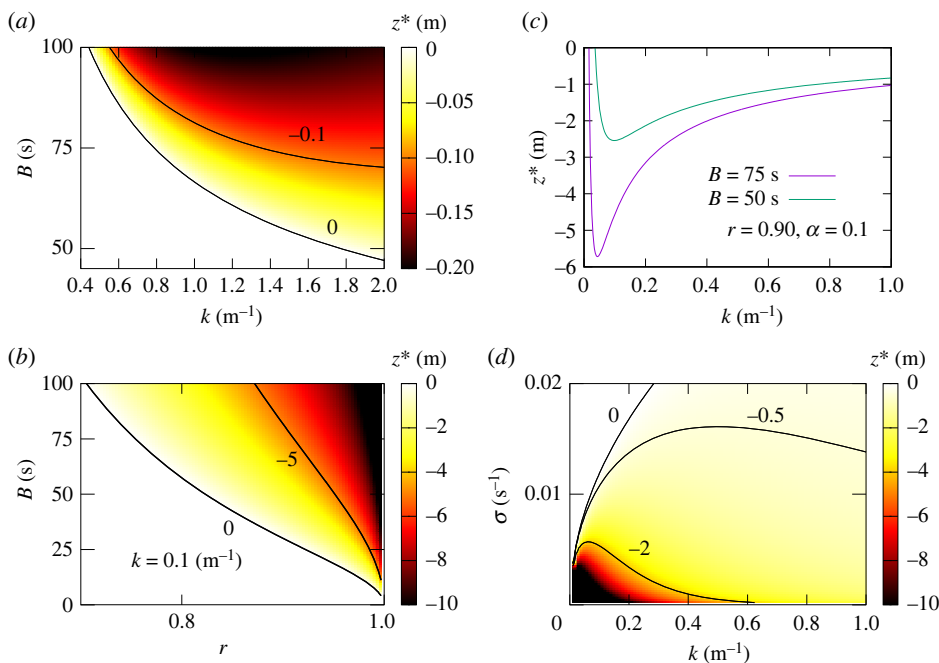 (a)
z* (m)
100
75
50
B (s)
–0.1
0
0.4 0.6 0.8 1.0 1.2 1.4 1.6 1.8 2.0
k (m–1)
0
–0.05
–0.10
–0.15
–0.20
(c)
0
–1
–2
–3
–4
–5
–6
z* (m)
B = 75 s
B = 50 s
r = 0.90, α = 0.1
0 0.2 0.4 0.6 0.8 1.0
k (m–1)
(b)
z* (m)
100
75
50
25
0
B (s)
–5
0
k = 0.1 (m–1)
0.8 1.0
r
0
–2
–4
–6
–8
–10
(d)
z* (m)
0.02
0.01
0
σ (s–1)
0
–0.5
–2
0.2 0.4 0.6 0.8 1.0
k (m–1)
0
–2
–4
–6
–8
–10